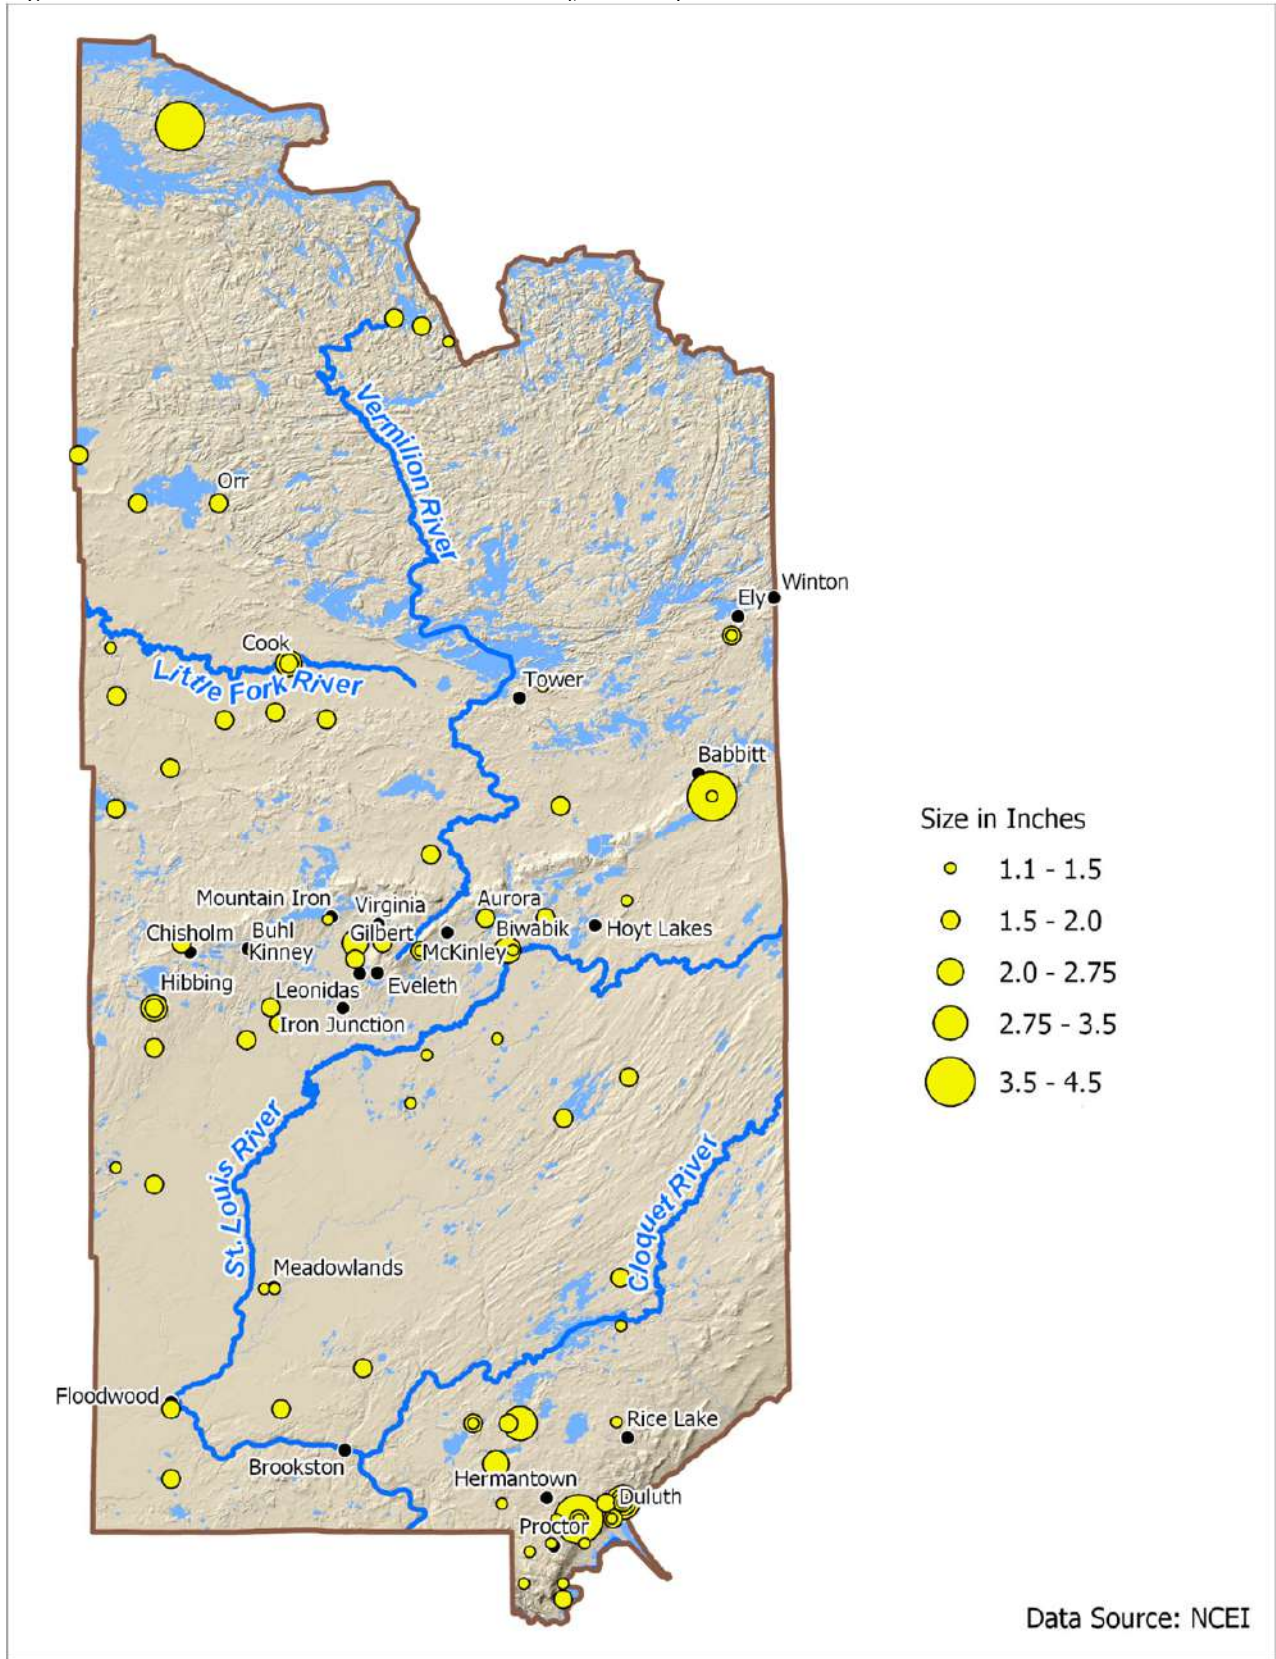 Orr
Vermilion River
Winton
Ely
Cook
Little Fork River
Tower
Babbitt
Size in Inches
1.1 - 1.5
1.5 - 2.0
2.0 - 2.75
2.75 - 3.5
3.5 - 4.5
Mountain Iron
Virginia
Aurora
Chisholm
Buhl
Gilbert
Biwabik
Hoyt Lakes
Kinney
McKinley
Hibbing
Leonidas
Eveleth
Iron Junction
St. Louis River
Cloquet River
Meadowlands
Floodwood
Rice Lake
Brookston
Hermantown
Duluth
Proctor
Data Source: NCEI